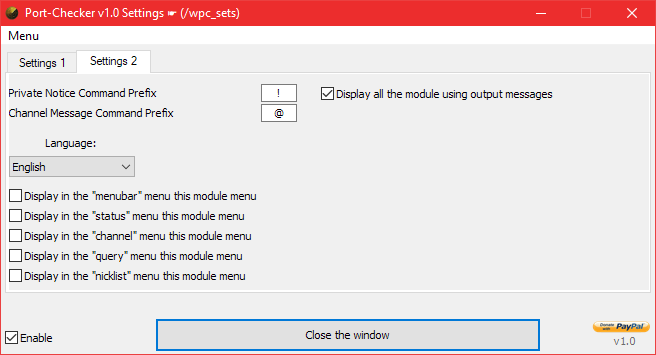 Port-Checker v1.0 Settings ☛ (/wpc_sets)
Menu
Settings 1 Settings 2
Private Notice Command Prefix ! Display all the module using output messages
Channel Message Command Prefix @
Language:
English
Display in the "menubar" menu this module menu
Display in the "status" menu this module menu
Display in the "channel" menu this module menu
Display in the "query" menu this module menu
Display in the "nicklist" menu this module menu
Enable Close the window
Donate with PayPal
v1.0